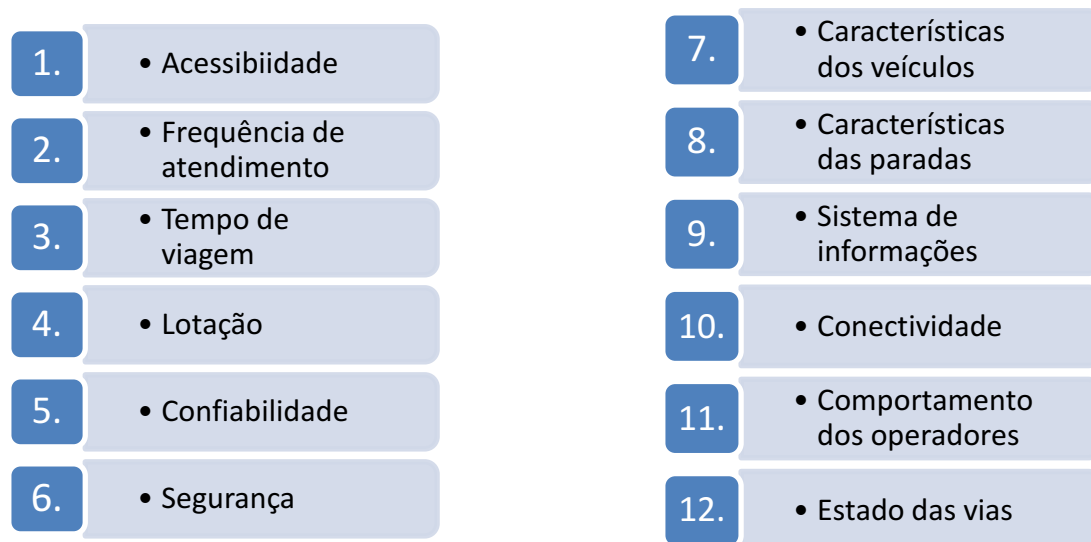 1. • Acessibiidade
2. • Frequência de
atendimento
3. • Tempo de
viagem
4. • Lotação
5. • Confiabilidade
6. • Segurança
7. • Características
dos veículos
8. • Características
das paradas
9. • Sistema de
informações
10. • Conectividade
11. • Comportamento
dos operadores
12. • Estado das vias